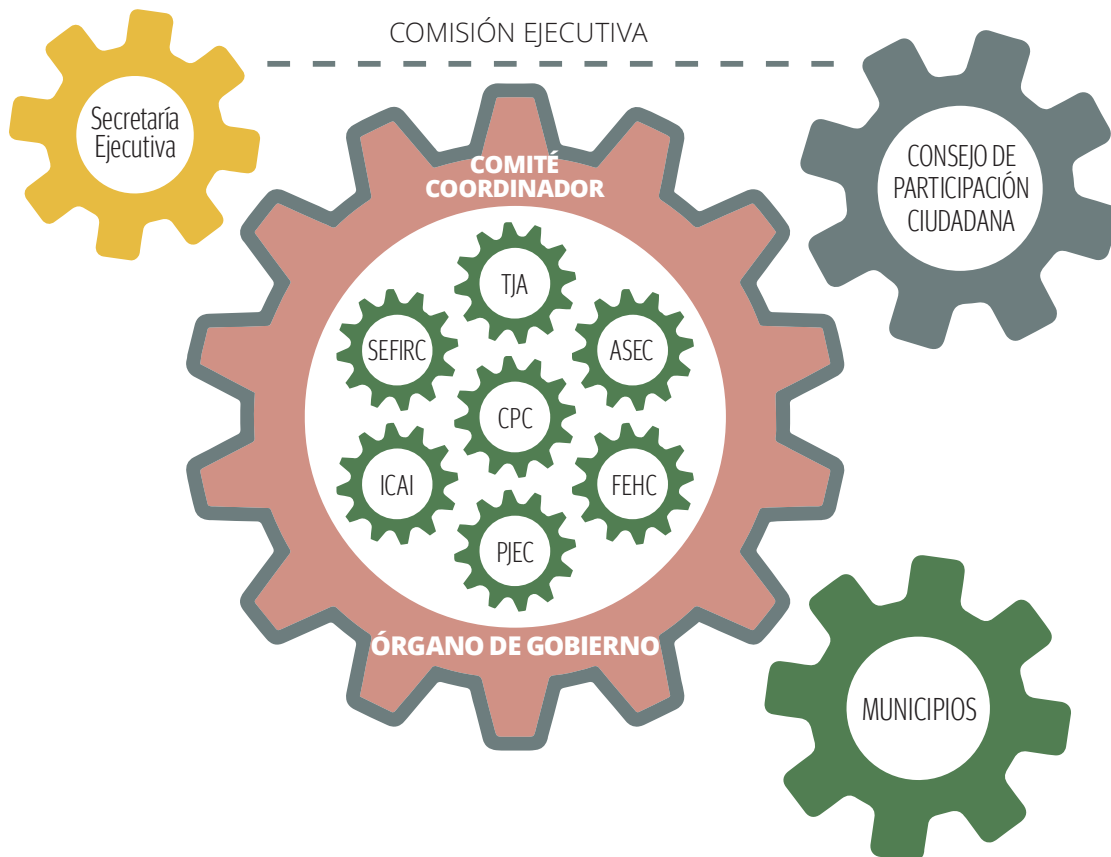 COMISIÓN EJECUTIVA
Secretaría
Ejecutiva
CONSEJO DE
PARTICIPACIÓN
CIUDADANA
COMITÉ
COORDINADOR
TJA
SEFIRC
ASEC
CPC
ICAI
FEHC
PJEC
ÓRGANO DE GOBIERNO
MUNICIPIOS